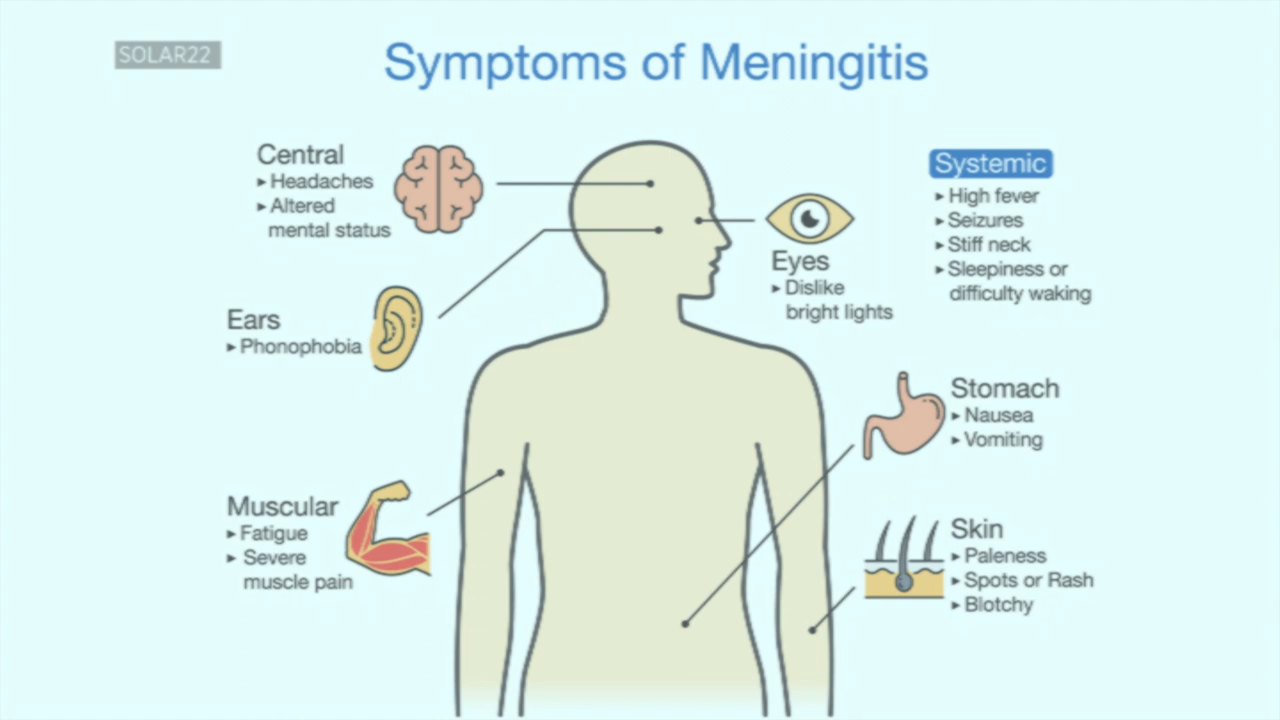 SOLAR22
Symptoms of Meningitis
Central
▸ Headaches
▸ Altered
mental status
Ears
▸ Phonophobia
Muscular
▸ Fatigue
▸ Severe
muscle pain
Eyes
▸ Dislike
bright lights
Systemic
▸ High fever
▸ Seizures
▸ Stiff neck
▸ Sleepiness or
difficulty waking
Stomach
▸ Nausea
▸ Vomiting
Skin
▸ Paleness
▸ Spots or Rash
▸ Blotchy